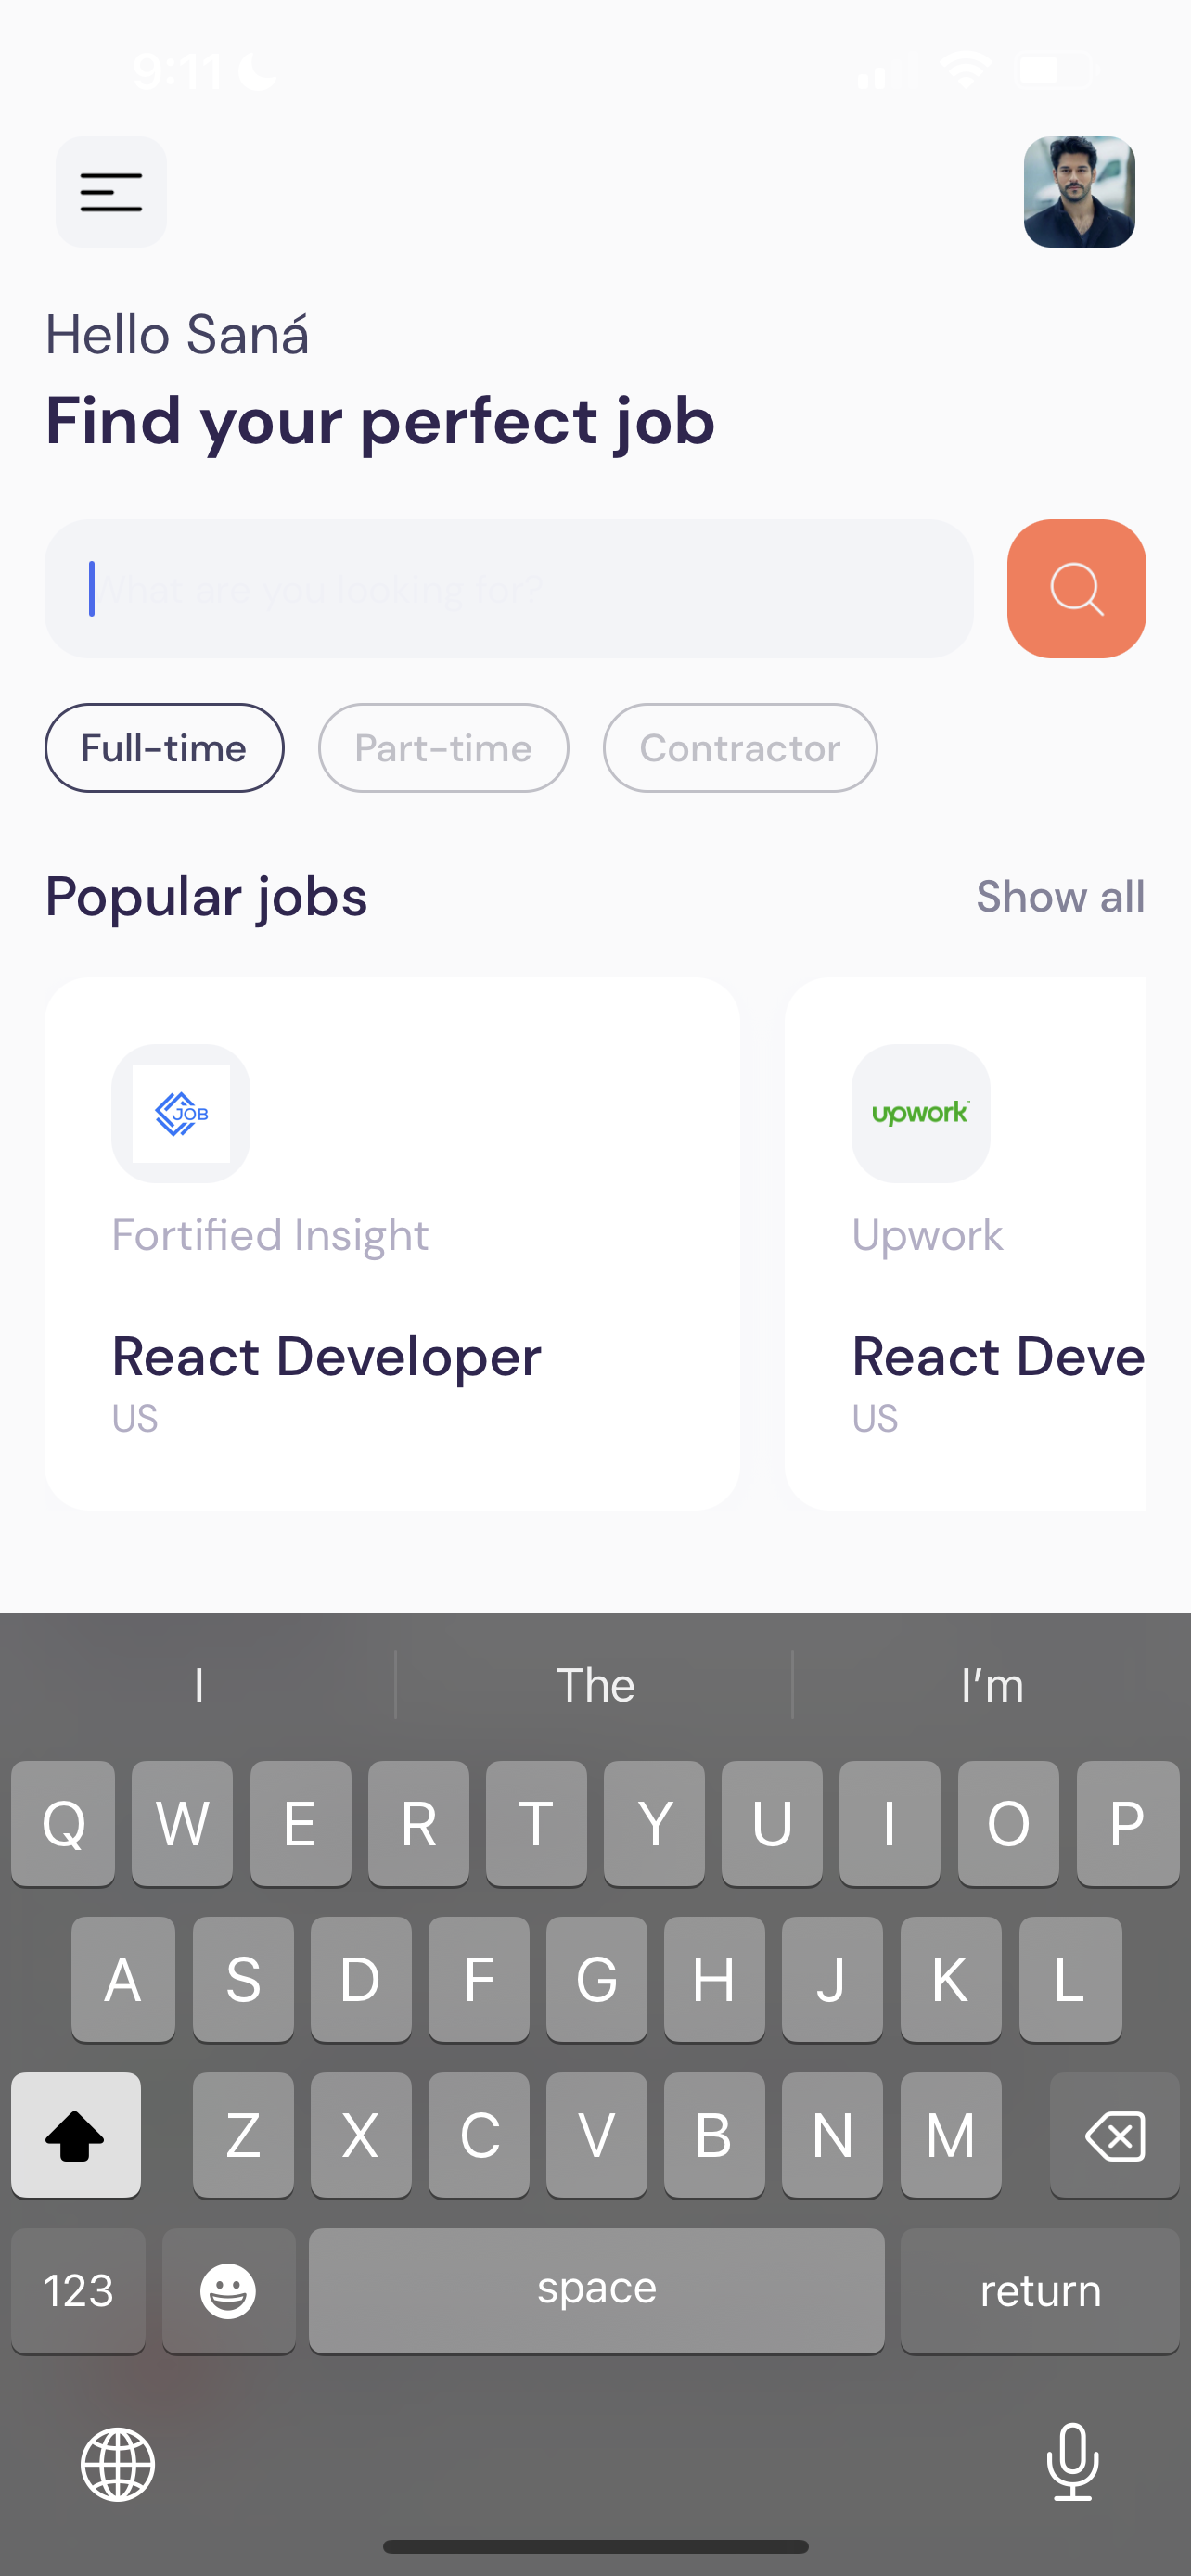 9:11
Hello Saná
Find your perfect job
What are you looking for?
Full-time
Part-time
Contractor
Popular jobs
Show all
JOB
upwork
Fortified Insight
Upwork
React Developer
React Deve
US
US
I
The
I'm
Q W E R T Y U I O P
A S D F G H J K L
Z X C V B N M
123
space
return